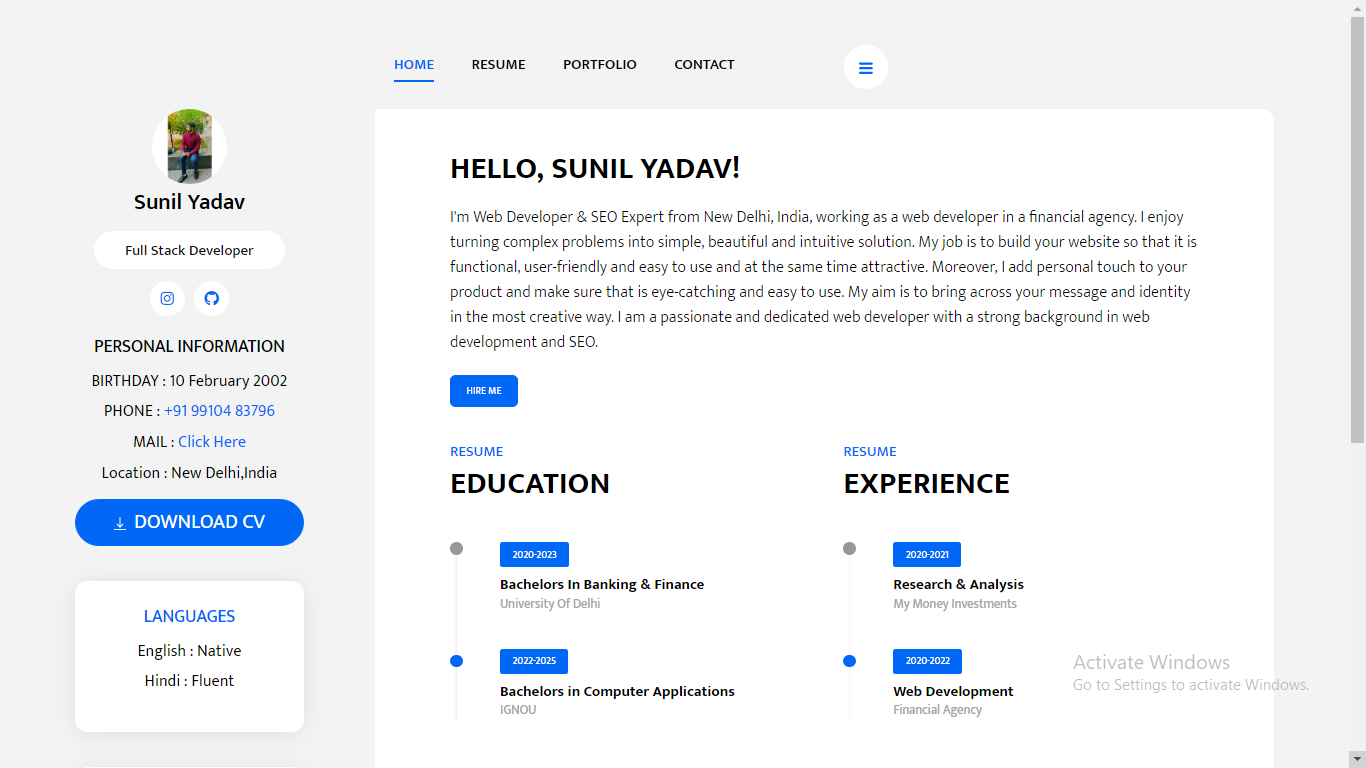 HOME RESUME PORTFOLIO CONTACT
Sunil Yadav
Full Stack Developer
PERSONAL INFORMATION
BIRTHDAY : 10 February 2002
PHONE : +91 99104 83796
MAIL : Click Here
Location : New Delhi,India
DOWNLOAD CV
LANGUAGES
English : Native
Hindi : Fluent
HELLO, SUNIL YADAV!
I'm Web Developer & SEO Expert from New Delhi, India, working as a web developer in a financial agency. I enjoy
turning complex problems into simple, beautiful and intuitive solution. My job is to build your website so that it is
functional, user-friendly and easy to use and at the same time attractive. Moreover, I add personal touch to your
product and make sure that is eye-catching and easy to use. My aim is to bring across your message and identity
in the most creative way. I am a passionate and dedicated web developer with a strong background in web
development and SEO.
HIRE ME
RESUME
EDUCATION
2020-2023
Bachelors In Banking & Finance
University Of Delhi
2022-2025
Bachelors in Computer Applications
IGNOU
RESUME
EXPERIENCE
2020-2021
Research & Analysis
My Money Investments
2020-2022
Web Development
Financial Agency
Activate Windows
Go to Settings to activate Windows.